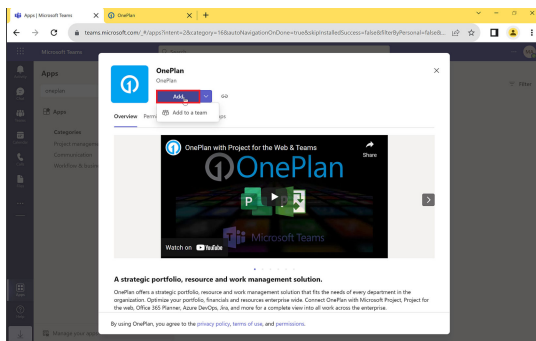 Apps | Microsoft Teams
OnePlan
teams.microsoft.com/_#/apps?intent=2&category=16&autoNavigationOnDone=true&skipInstalledSuccess=false&filterByPersonal=false&...
Microsoft Teams
Search
Apps
oneplan
Filter
Apps
Categories
Project management
Communication
Workflow & busin
Manage your
OnePlan
OnePlan
Add
Add to a team
Overview
OnePlan with Project for the Web & Teams
Share
OnePlan
Microsoft Teams
Watch on YouTube
A strategic portfolio, resource and work management solution.
OnePlan offers a strategic portfolio, resource and work management solution that fits the needs of every department in the
organization. Optimize your portfolio, financials and resources enterprise wide. Connect OnePlan with Microsoft Project, Project for
the web, Office 365 Planner, Azure DevOps, Jira, and more for a complete view into all work across the enterprise.
By using OnePlan, you agree to the privacy policy, terms of use, and permissions.